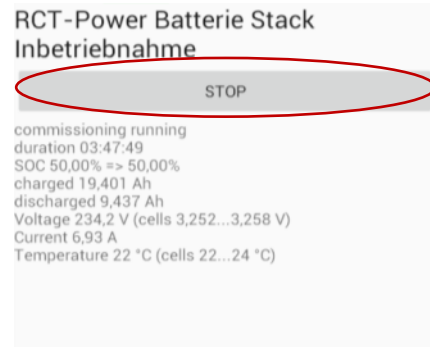 RCT-Power Batterie Stack
Inbetriebnahme
STOP
commissioning running
duration 03:47:49
SOC 50,00% => 50,00%
charged 19,401 Ah
discharged 9,437 Ah
Voltage 234,2 V (cells 3,252...3,258 V)
Current 6,93 A
Temperature 22 °C (cells 22...24 °C)